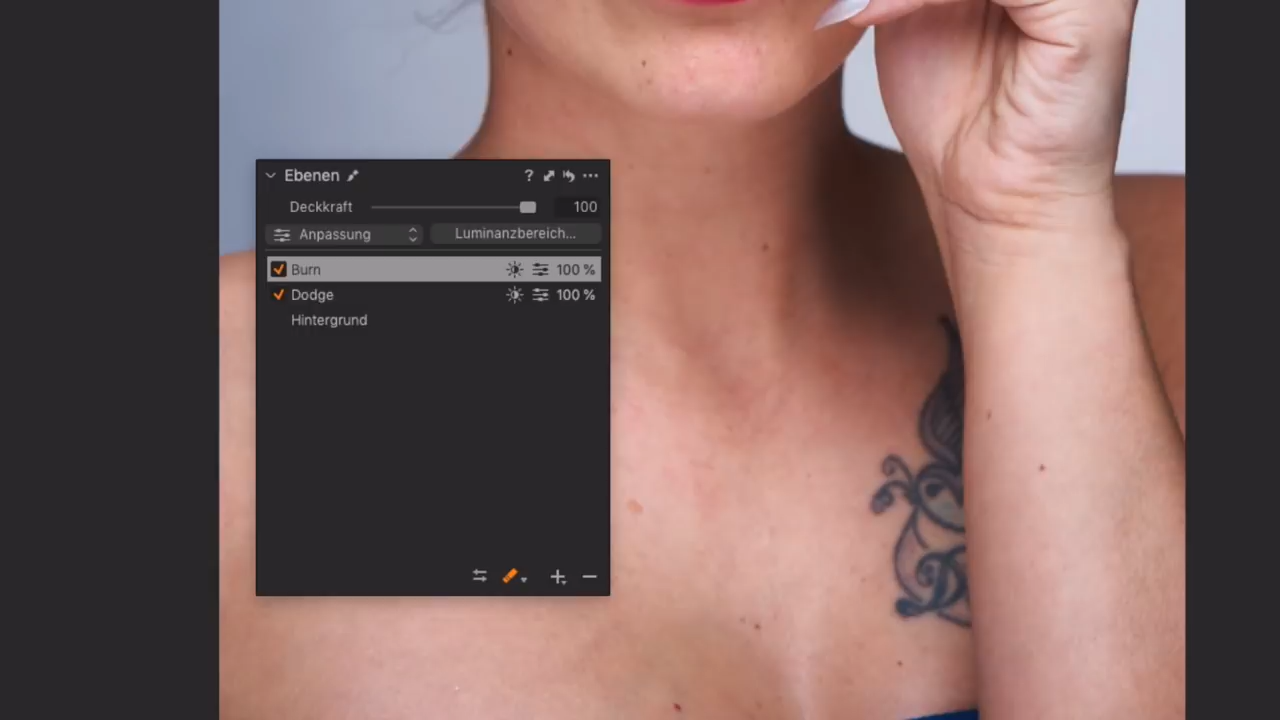 Ebenen ?
Deckkraft 100
Anpassung Luminanzbereich...
Burn 100 %
Dodge 100 %
Hintergrund